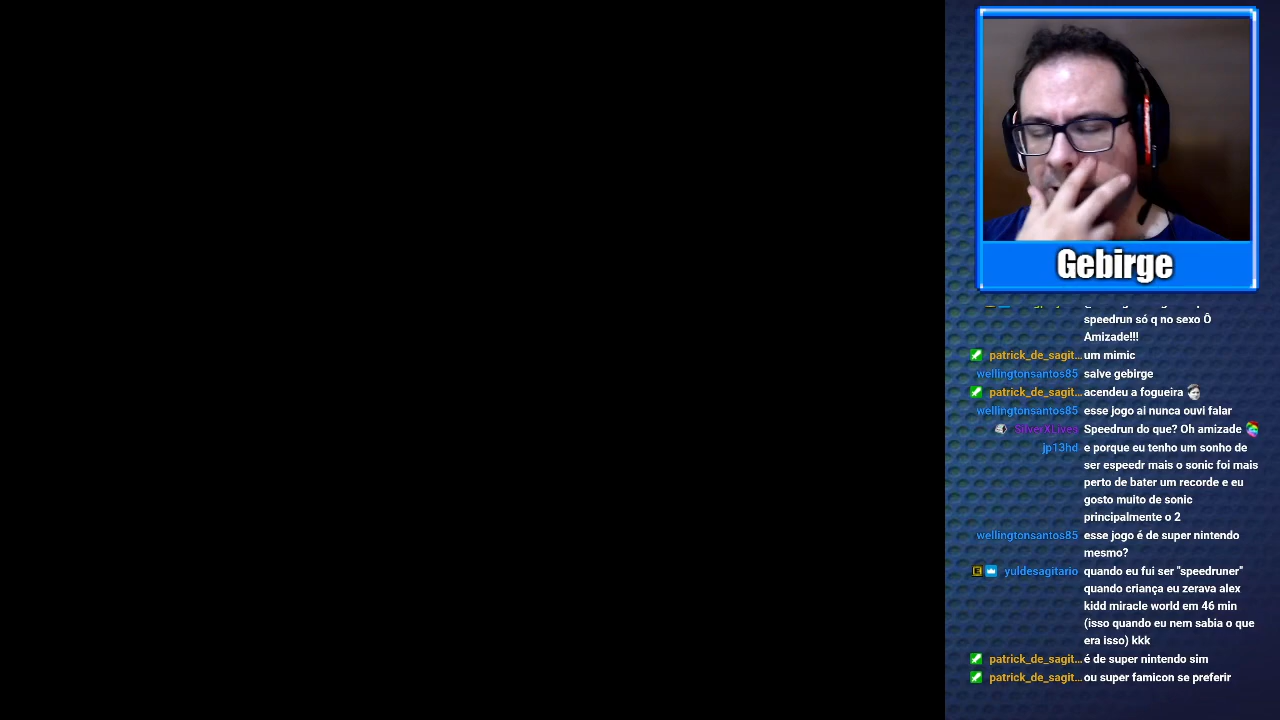 Gebirge
speedrun só q no sexo Ô
Amizade!!!
patrick_de_sagit... um mimic
wellingtonsantos85 salve gebirge
patrick_de_sagit... acendeu a fogueira
wellingtonsantos85 esse jogo ai nunca ouvi falar
Speedrun do que? Oh amizade
jp13hd e porque eu tenho um sonho de
ser espeedr mais o sonic foi mais
perto de bater um recorde e eu
gosto muito de sonic
principalmente o 2
wellingtonsantos85 esse jogo é de super nintendo
mesmo?
yuldesagitario quando eu fui ser "speedruner"
quando criança eu zerava alex
kidd miracle world em 46 min
(isso quando eu nem sabia o que
era isso) kkk
patrick_de_sagit... é de super nintendo sim
patrick_de_sagit... ou super famicon se preferir